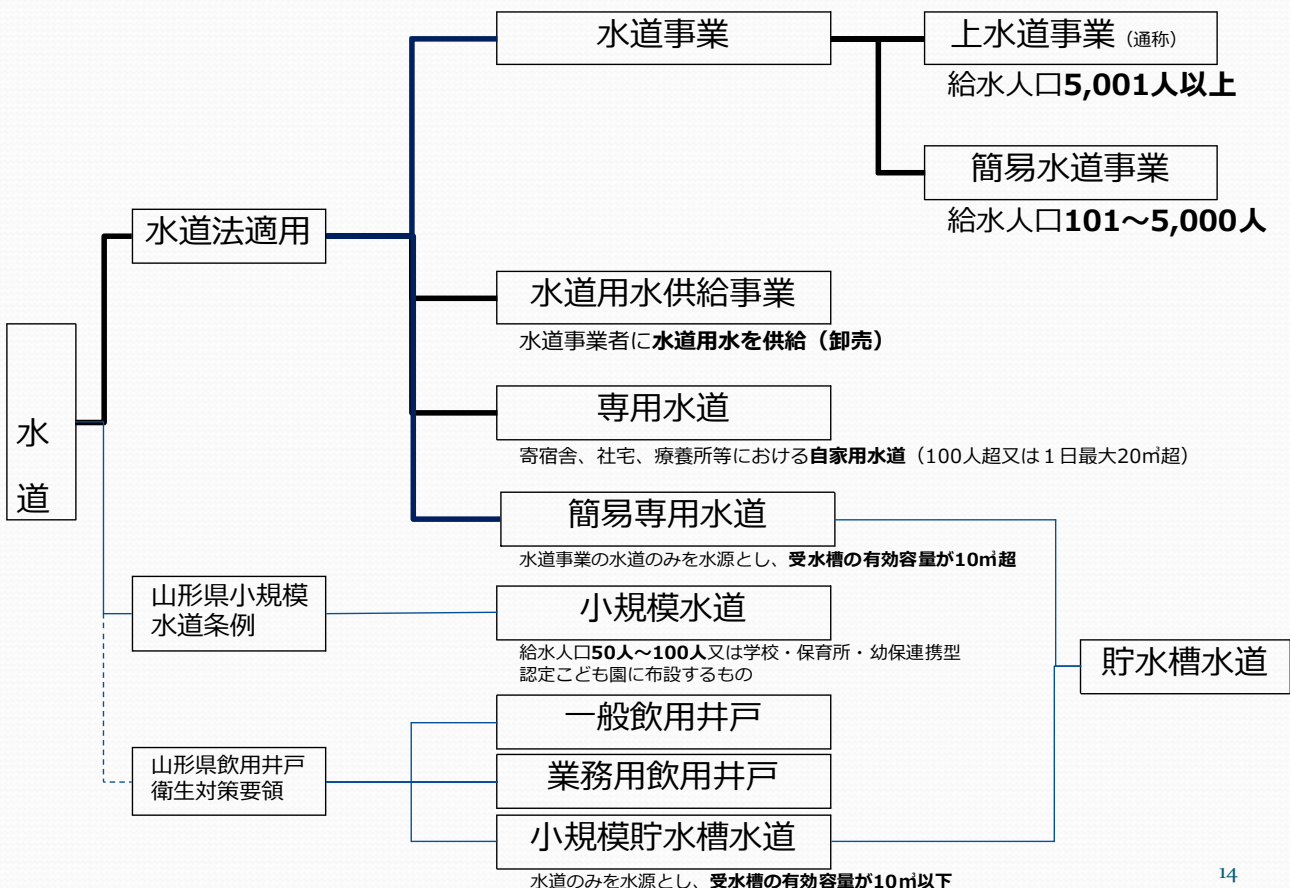 水道
水道法適用
水道事業
上水道事業（通称）
給水人口5,001人以上
簡易水道事業
給水人口101～5,000人
水道用水供給事業
水道事業者に水道用水を供給（卸売）
専用水道
寄宿舎、社宅、療養所等における自家用水道（100人超又は１日最大20㎥超）
簡易専用水道
水道事業の水道のみを水源とし、受水槽の有効容量が10㎥超
山形県小規模
水道条例
小規模水道
給水人口50人～100人又は学校・保育所・幼保連携型
認定こども園に布設するもの
貯水槽水道
山形県飲用井戸
衛生対策要領
一般飲用井戸
業務用飲用井戸
小規模貯水槽水道
水道のみを水源とし、受水槽の有効容量が10㎥以下
14